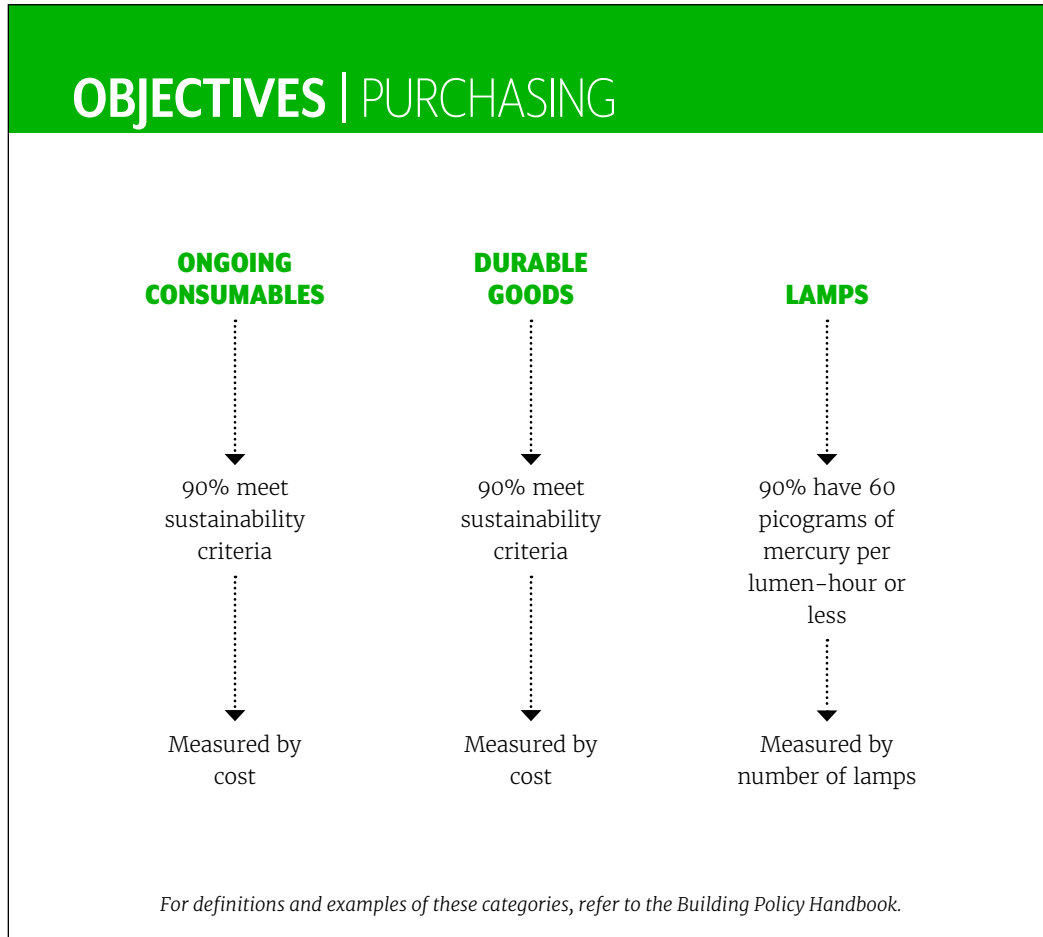 OBJECTIVES | PURCHASING
ONGOING
CONSUMABLES
90% meet
sustainability
criteria
Measured by
cost
DURABLE
GOODS
90% meet
sustainability
criteria
Measured by
cost
LAMPS
90% have 60
picograms of
mercury per
lumen-hour or
less
Measured by
number of lamps
For definitions and examples of these categories, refer to the Building Policy Handbook.